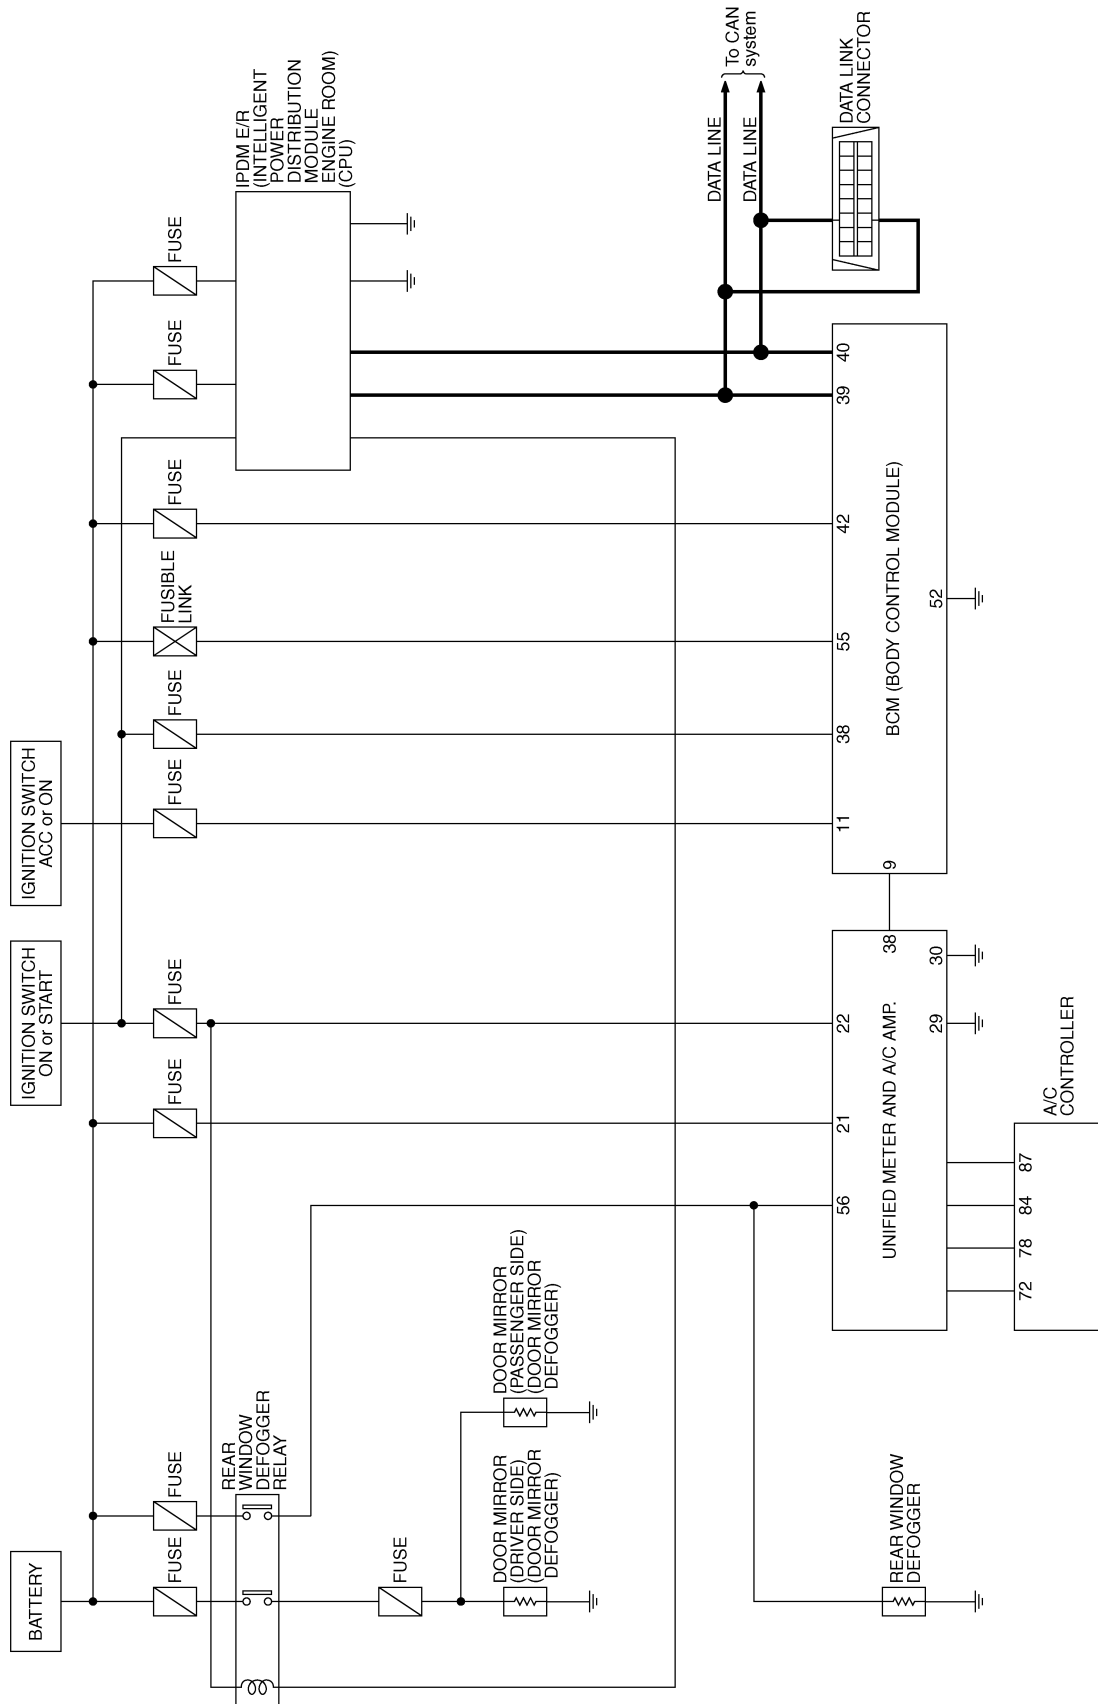 BATTERY
IGNITION SWITCH
ON or START
IGNITION SWITCH
ACC or ON
FUSE
FUSE
FUSE
FUSE
FUSE
FUSE
FUSIBLE
LINK
FUSE
FUSE
FUSE
REAR
WINDOW
DEFOGGER
RELAY
IPDM E/R
(INTELLIGENT
POWER
DISTRIBUTION
MODULE
ENGINE ROOM)
(CPU)
FUSE
DOOR MIRROR
(DRIVER SIDE)
(DOOR MIRROR
DEFOGGER)
DOOR MIRROR
(PASSENGER SIDE)
(DOOR MIRROR
DEFOGGER)
DATA LINE
DATA LINE
To CAN
system
DATA LINK
CONNECTOR
56
21
22
11
38
55
42
39
40
UNIFIED METER AND A/C AMP.
38
9
BCM (BODY CONTROL MODULE)
29
30
52
REAR WINDOW
DEFOGGER
72
78
84
87
A/C
CONTROLLER